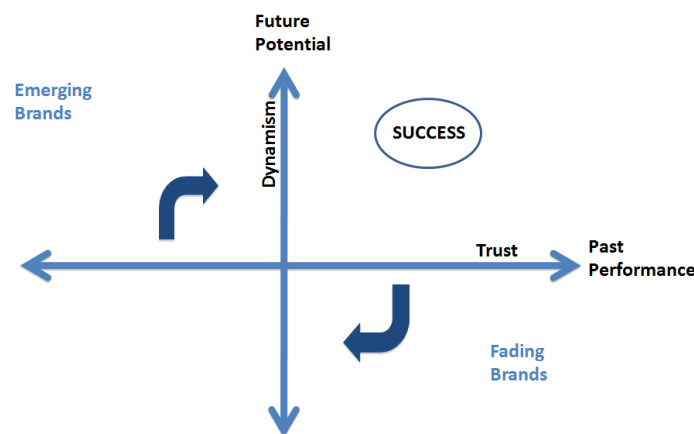 Future
Potential
Emerging
Brands
Dynamism
SUCCESS
Trust
Past
Performance
Fading
Brands